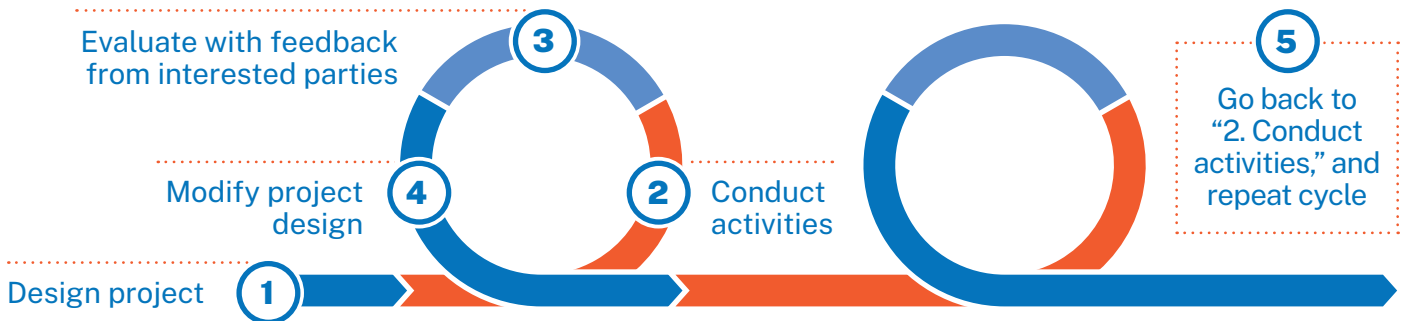 1
Design project
2
Conduct
activities
3
Evaluate with feedback
from interested parties
4
Modify project
design
5
Go back to
“2. Conduct
activities,” and
repeat cycle